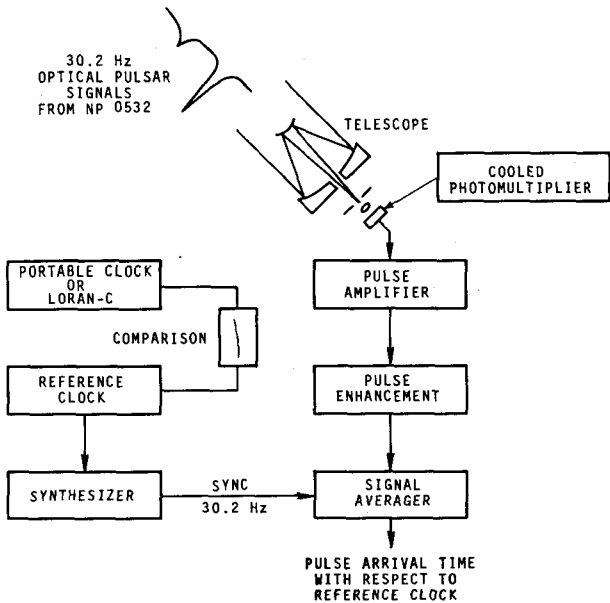 30.2 Hz
OPTICAL PULSAR
SIGNALS
FROM NP 0532
TELESCOPE
COOLED
PHOTOMULTIPLIER
PORTABLE CLOCK
OR
LORAN-C
PULSE
AMPLIFIER
COMPARISON
REFERENCE
CLOCK
PULSE
ENHANCEMENT
SYNTHESIZER
SYNC
30.2 Hz
SIGNAL
AVERAGER
PULSE ARRIVAL TIME
WITH RESPECT TO
REFERENCE CLOCK